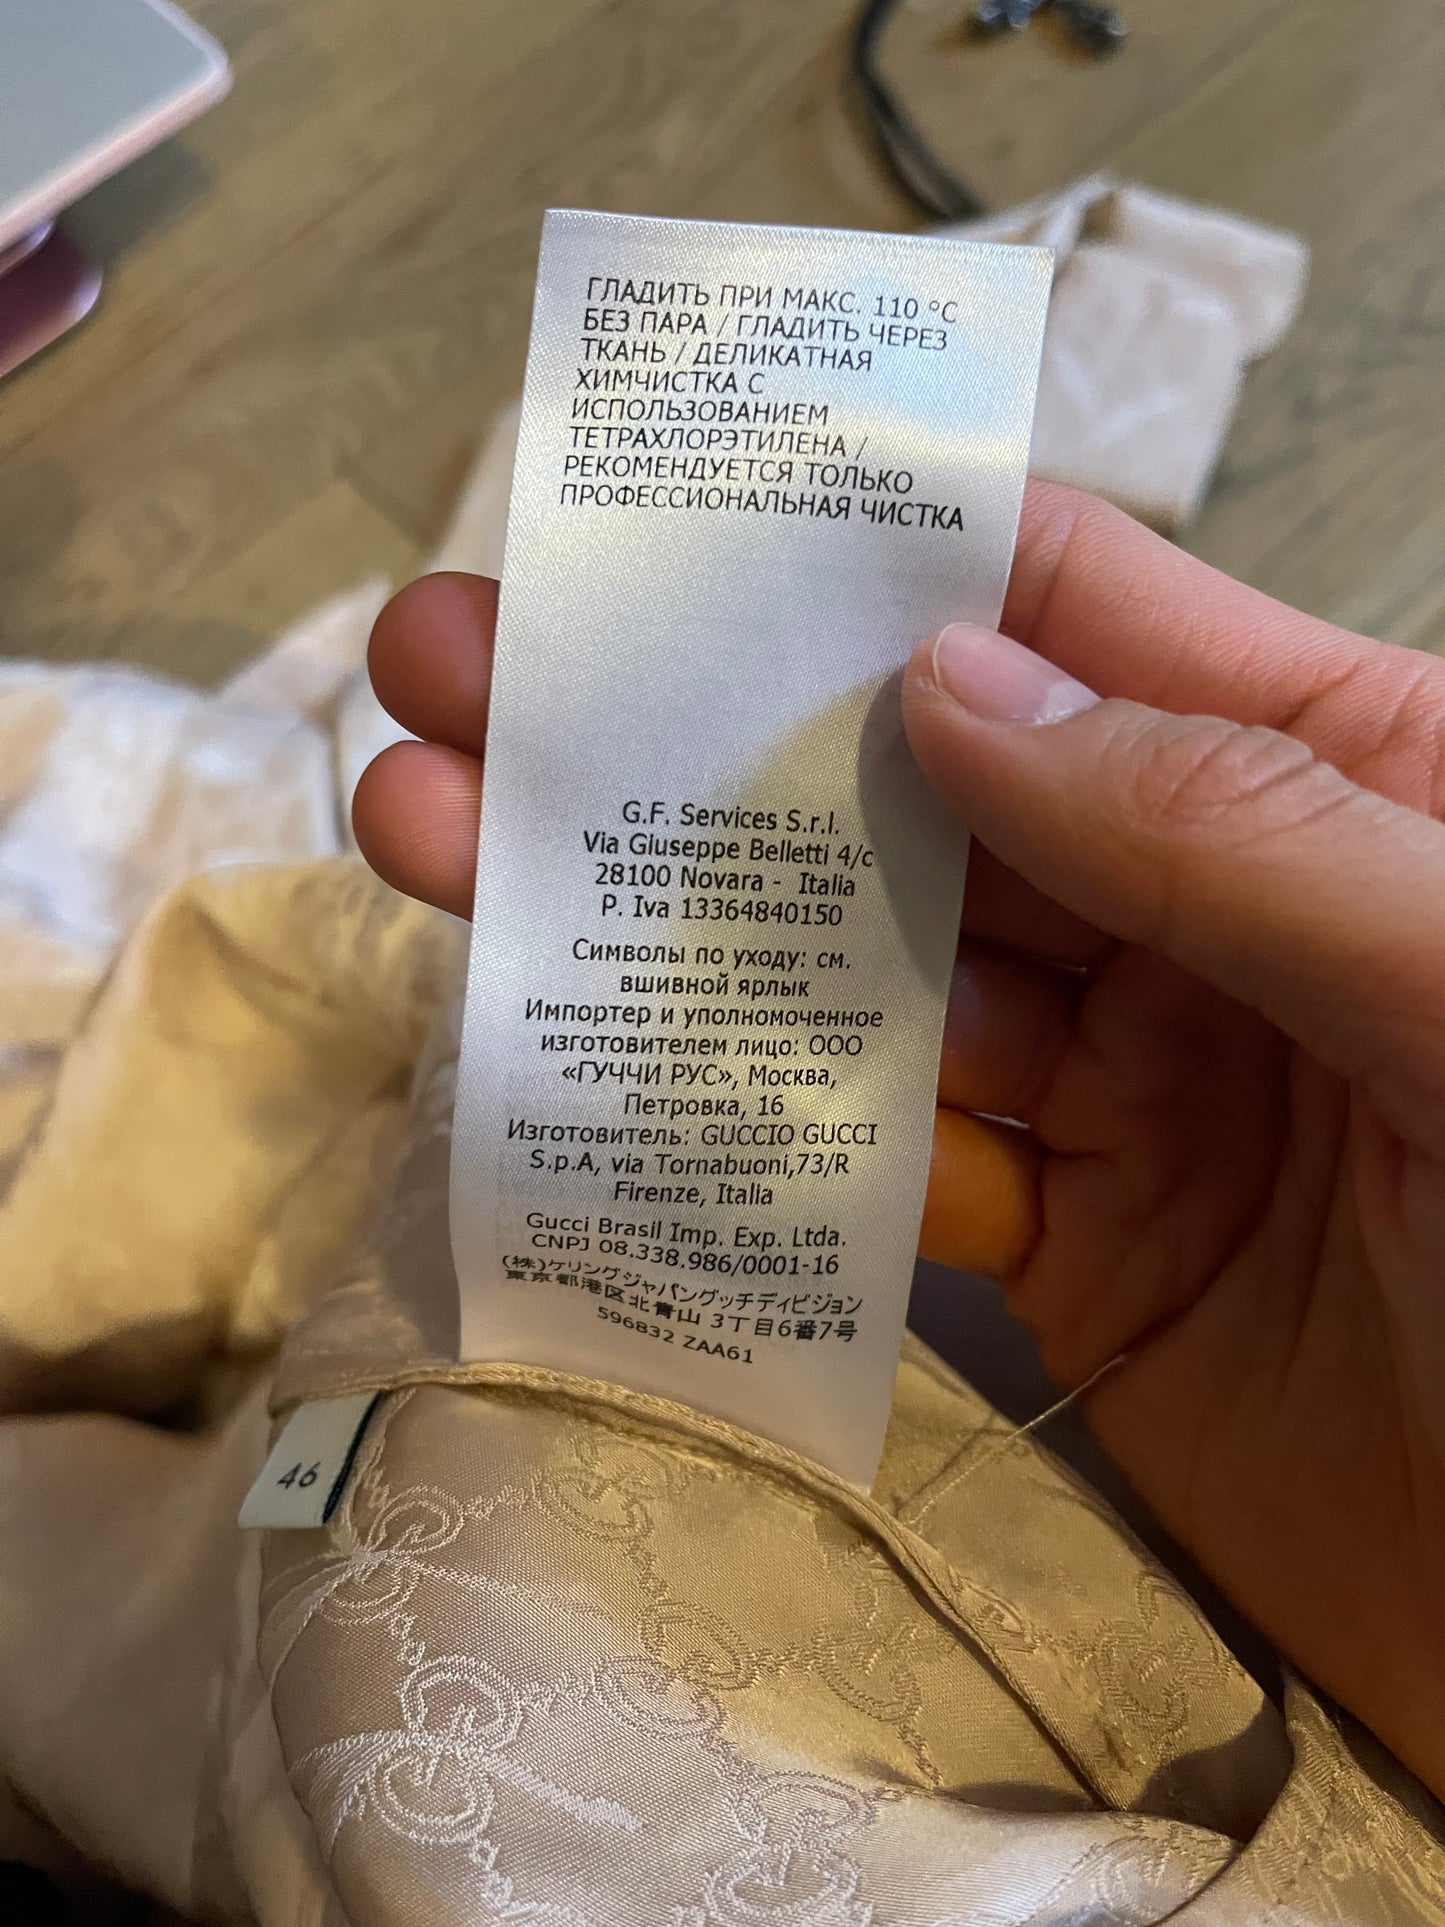 ГЛАДИТЬ ПРИ МАКС. 110 °C
БЕЗ ПАРА / ГЛАДИТЬ ЧЕРЕЗ
ТКАНЬ / ДЕЛИКАТНАЯ
ХИМЧИСТКА С
ИСПОЛЬЗОВАНИЕМ
ТЕТРАХЛОРЭТИЛЕНА /
РЕКОМЕНДУЕТСЯ ТОЛЬКО
ПРОФЕССИОНАЛЬНАЯ ЧИСТКА
G.F. Services S.r.l.
Via Giuseppe Belletti 4/c
28100 Novara - Italia
P. Iva 13364840150
Символы по уходу: см.
вшивной ярлык
Импортер и уполномоченное
изготовителем лицо: ООО
«ГУЧЧИ РУС», Москва,
Петровка, 16
Изготовитель: GUCCIO GUCCI
S.p.A, via Tornabuoni,73/R
Firenze, Italia
Gucci Brasil Imp. Exp. Ltda.
CNPJ 08.338.986/0001-16
(株)ケリングジャパングッチディビジョン
東京都港区北青山 3丁目6番7号
596832 ZAA61
46